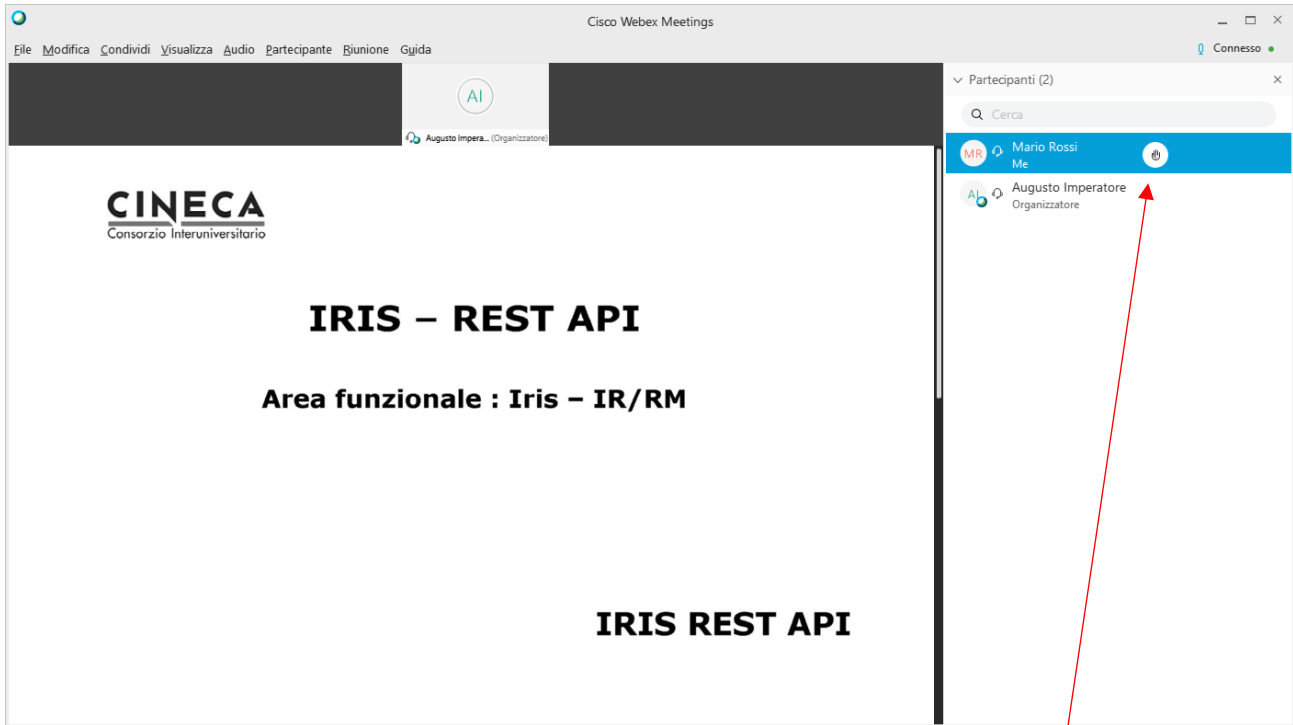 Cisco Webex Meetings
File Modifica Condividi Visualizza Audio Partecipante Riunione Guida
Connesso
AI
Augusto Impera... (Organizzatore)
Partecipanti (2)
Cerca
MR Mario Rossi
Me
AI Augusto Imperatore
Organizzatore
CINECA
Consorzio Interuniversitario
IRIS – REST API
Area funzionale : Iris – IR/RM
IRIS REST API